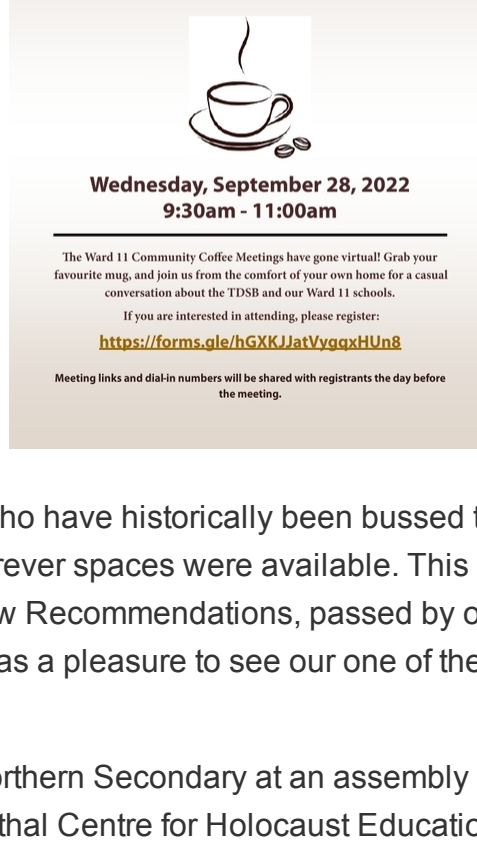 Wednesday, September 28, 2022
9:30am - 11:00am
The Ward 11 Community Coffee Meetings have gone virtual! Grab your
favourite mug, and join us from the comfort of your own home for a casual
conversation about the TDSB and our Ward 11 schools.
If you are interested in attending, please register:
https://forms.gle/hGXKJJatVygqxHUn8
Meeting links and dial-in numbers will be shared with registrants the day before
the meeting.
ho have historically been bussed t
rever spaces were available. This
w Recommendations, passed by o
as a pleasure to see our one of the
orthern Secondary at an assembly
thal Centre for Holocaust Educatio